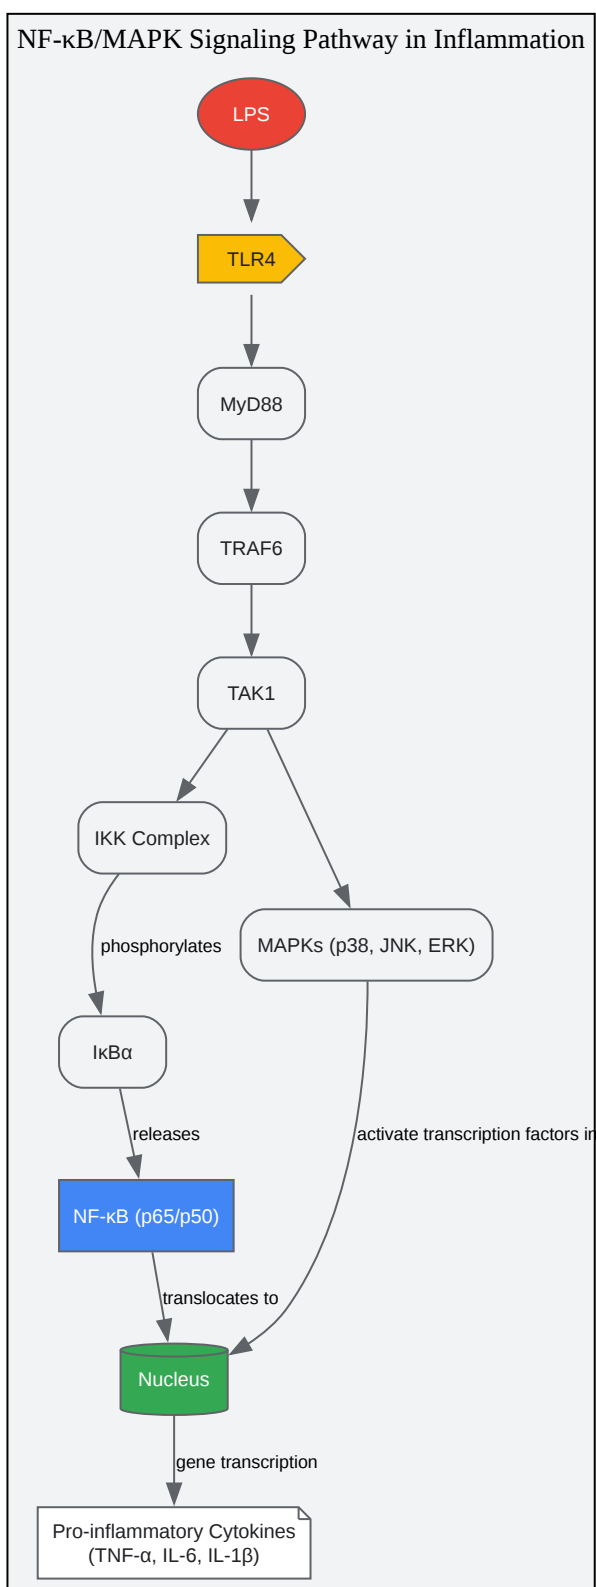 NF-κB/MAPK Signaling Pathway in Inflammation
LPS
TLR4
MyD88
TRAF6
TAK1
IKK Complex
MAPKs (p38, JNK, ERK)
phosphorylates
IκBα
releases
activate transcription factors in
NF-κB (p65/p50)
translocates to
Nucleus
gene transcription
Pro-inflammatory Cytokines
(TNF-α, IL-6, IL-1β)